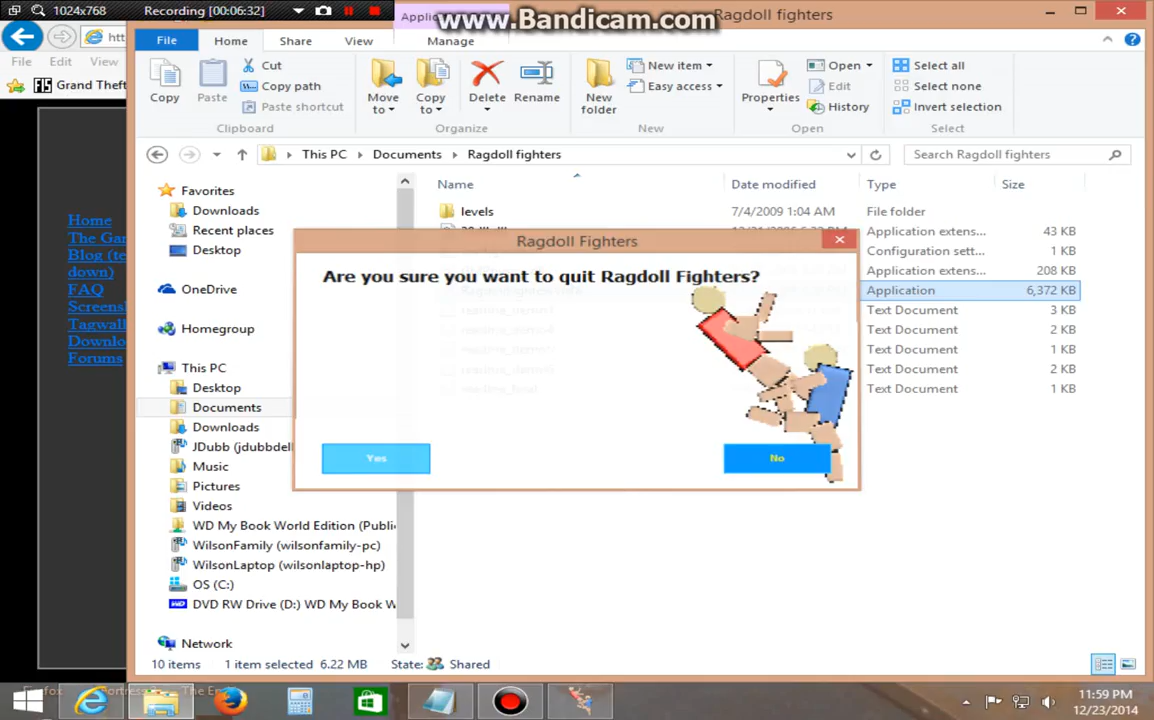 1024x768
Recording [00:06:32]
www.Bandicam.com
Ragdoll fighters
File
Home
Share
View
Manage
File
Edit
View
Grand Theft
Copy
Paste
Cut
Copy path
Paste shortcut
Clipboard
Move to
Copy to
Delete
Rename
Organize
New folder
New item
Easy access
New
Properties
Open
Edit
History
Open
Select all
Select none
Invert selection
Select
This PC
Documents
Ragdoll fighters
Search Ragdoll fighters
Name
Date modified
Type
Size
levels
7/4/2009 1:04 AM
File folder
Application extens...
43 KB
Configuration sett...
1 KB
Application extens...
208 KB
Application
6,372 KB
Text Document
3 KB
Text Document
2 KB
Text Document
1 KB
Text Document
2 KB
Text Document
1 KB
Home
Blog
down)
FAQ
Forums
Favorites
Downloads
Recent places
Desktop
OneDrive
Homegroup
This PC
Desktop
Documents
Downloads
JDubb (jdubbdell
Music
Pictures
Videos
WD My Book World Edition (Public
WilsonFamily (wilsonfamily-pc)
WilsonLaptop (wilsonlaptop-hp)
OS (C:)
DVD RW Drive (D:) WD My Book W
Network
Ragdoll Fighters
Are you sure you want to quit Ragdoll Fighters?
Yes
No
10 items
1 item selected 6.22 MB
State:
Shared
11:59 PM
12/23/2014